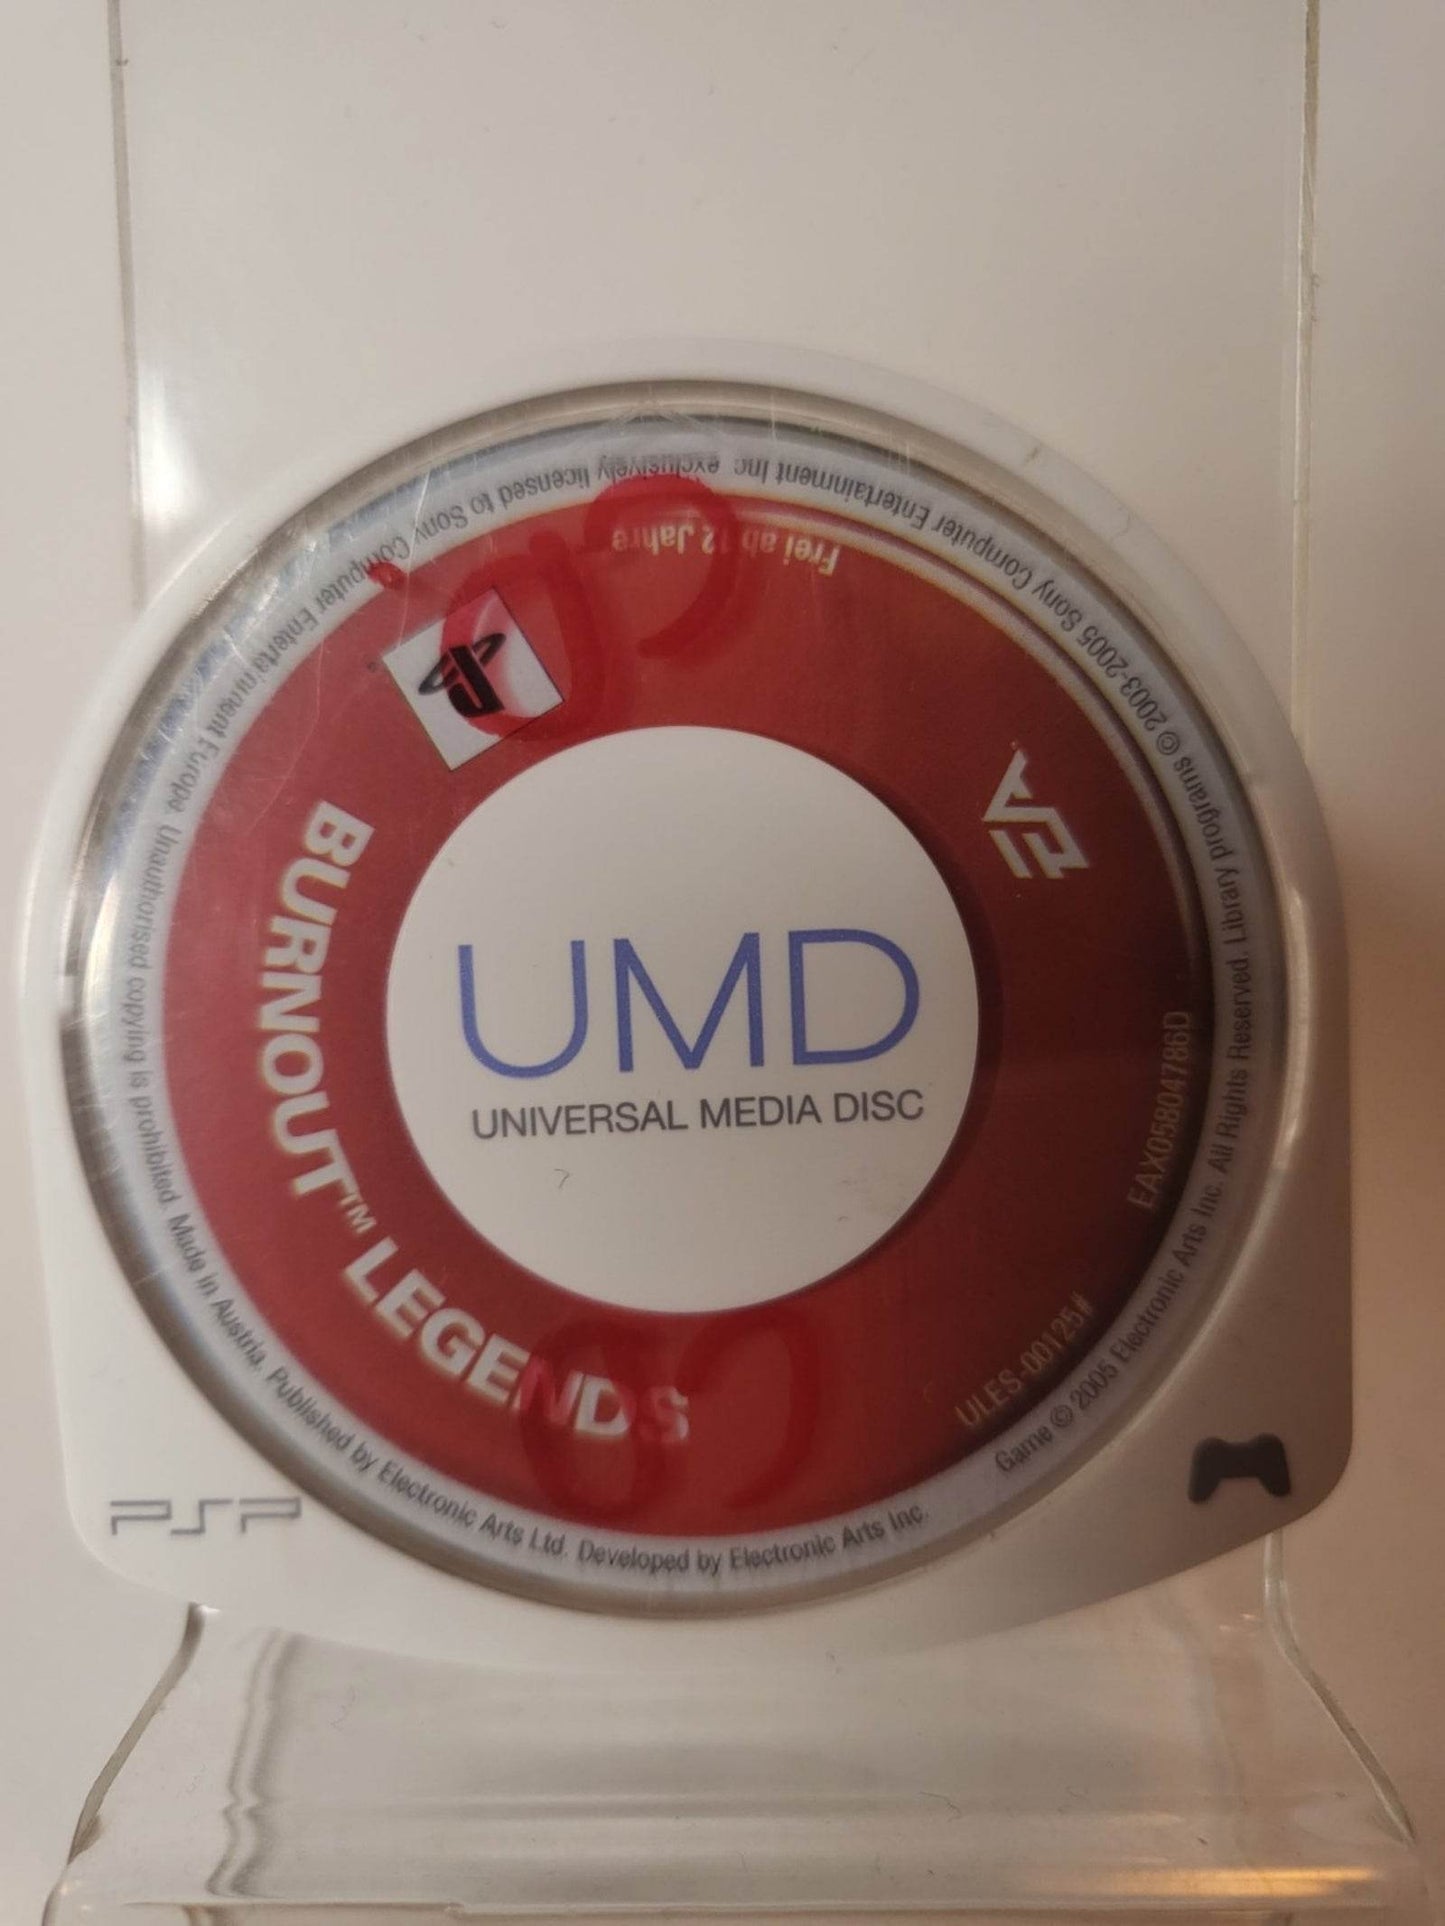 UMD
UNIVERSAL MEDIA DISC
BURNOUT™ LEGENDS
EA
Frei ab 12 Jahre
EAX05804786D
ULES-00125#
Library programs © 2003-2005 Sony Computer Entertainment Inc. exclusively licensed to Sony Computer Entertainment Europe. Unauthorised copying is prohibited. Made in Austria. Published by Electronic Arts Ltd. Developed by Electronic Arts Inc.
Game © 2005 Electronic Arts Inc. All Rights Reserved.
PSP